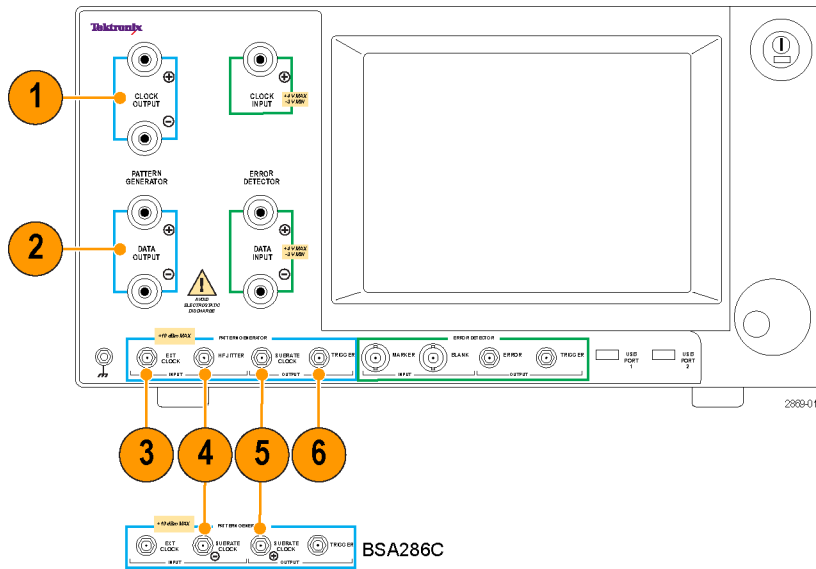 Tektronix
1
CLOCK
OUTPUT
CLOCK
INPUT
+4 V MAX
-3 V MIN
PATTERN
GENERATOR
ERROR
DETECTOR
2
DATA
OUTPUT
DATA
INPUT
+4 V MAX
-3 V MIN
AVOID
ELECTROSTATIC
DISCHARGE
+10 dBm MAX
PATTERN GENERATOR
ERROR DETECTOR
EXT
CLOCK
HF JITTER
SUBRATE
CLOCK
TRIGGER
MARKER
BLANK
ERROR
TRIGGER
USB
PORT
1
USB
PORT
2
INPUT
OUTPUT
INPUT
OUTPUT
2869-01
3
4
5
6
+10 dBm MAX
PATTERN GENER
EXT
CLOCK
SUBRATE
CLOCK
SUBRATE
CLOCK
TRIGGER
INPUT
OUTPUT
BSA286C